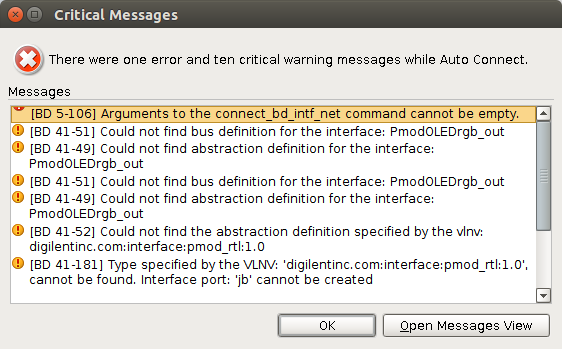 Critical Messages
There were one error and ten critical warning messages while Auto Connect.
Messages
[BD 5-106] Arguments to the connect_bd_intf_net command cannot be empty.
[BD 41-51] Could not find bus definition for the interface: PmodOLEDrgb_out
[BD 41-49] Could not find abstraction definition for the interface:
PmodOLEDrgb_out
[BD 41-51] Could not find bus definition for the interface: PmodOLEDrgb_out
[BD 41-49] Could not find abstraction definition for the interface:
PmodOLEDrgb_out
[BD 41-52] Could not find the abstraction definition specified by the vlnv:
digilentinc.com:interface:pmod_rtl:1.0
[BD 41-181] Type specified by the VLNV: 'digilentinc.com:interface:pmod_rtl:1.0',
cannot be found. Interface port: 'jb' cannot be created
OK
Open Messages View